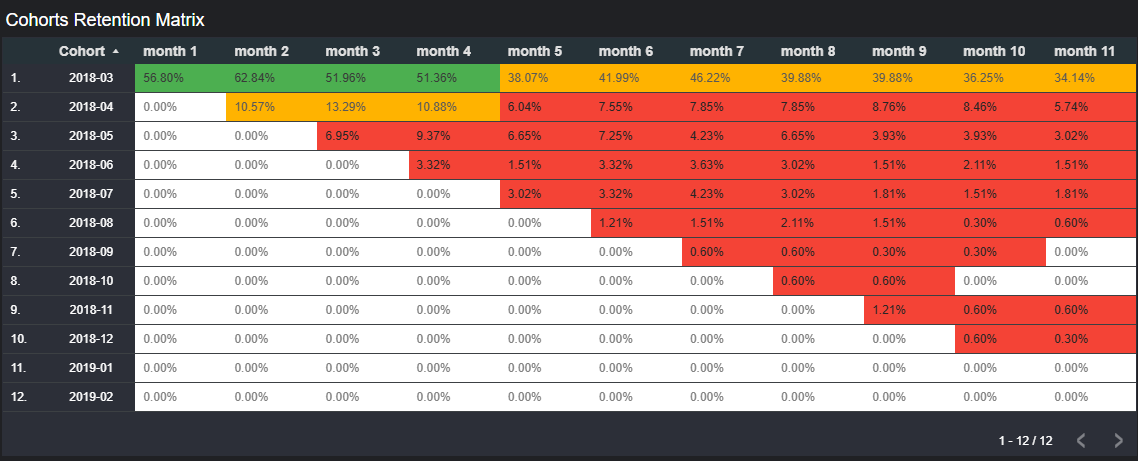 Cohorts Retention Matrix
Cohort month 1 month 2 month 3 month 4 month 5 month 6 month 7 month 8 month 9 month 10 month 11
1. 2018-03 56.80% 62.84% 51.96% 51.36% 38.07% 41.99% 46.22% 39.88% 39.88% 36.25% 34.14%
2. 2018-04 0.00% 10.57% 13.29% 10.88% 6.04% 7.55% 7.85% 7.85% 8.76% 8.46% 5.74%
3. 2018-05 0.00% 0.00% 6.95% 9.37% 6.65% 7.25% 4.23% 6.65% 3.93% 3.93% 3.02%
4. 2018-06 0.00% 0.00% 0.00% 3.32% 1.51% 3.32% 3.63% 3.02% 1.51% 2.11% 1.51%
5. 2018-07 0.00% 0.00% 0.00% 0.00% 3.02% 3.32% 4.23% 3.02% 1.81% 1.51% 1.81%
6. 2018-08 0.00% 0.00% 0.00% 0.00% 0.00% 1.21% 1.51% 2.11% 1.51% 0.30% 0.60%
7. 2018-09 0.00% 0.00% 0.00% 0.00% 0.00% 0.00% 0.60% 0.60% 0.30% 0.30% 0.00%
8. 2018-10 0.00% 0.00% 0.00% 0.00% 0.00% 0.00% 0.00% 0.60% 0.60% 0.00% 0.00%
9. 2018-11 0.00% 0.00% 0.00% 0.00% 0.00% 0.00% 0.00% 0.00% 1.21% 0.60% 0.60%
10. 2018-12 0.00% 0.00% 0.00% 0.00% 0.00% 0.00% 0.00% 0.00% 0.00% 0.60% 0.30%
11. 2019-01 0.00% 0.00% 0.00% 0.00% 0.00% 0.00% 0.00% 0.00% 0.00% 0.00% 0.00%
12. 2019-02 0.00% 0.00% 0.00% 0.00% 0.00% 0.00% 0.00% 0.00% 0.00% 0.00% 0.00%
1 - 12 / 12